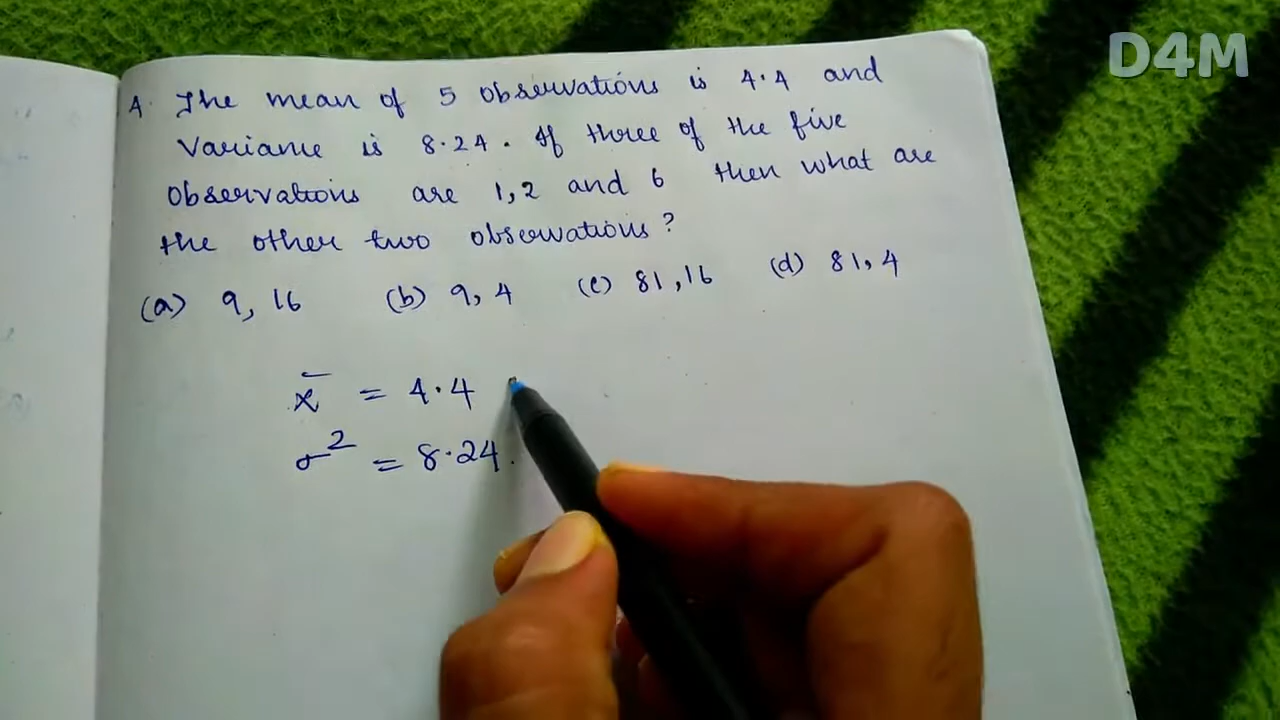 D4M
4. The mean of 5 observations is 4.4 and
Variance is 8.24. If three of the five
observations are 1,2 and 6 then what are
the other two observations?
(a) 9, 16 (b) 9, 4 (c) 81,16 (d) 81,4
x̄ = 4.4
σ² = 8.24.